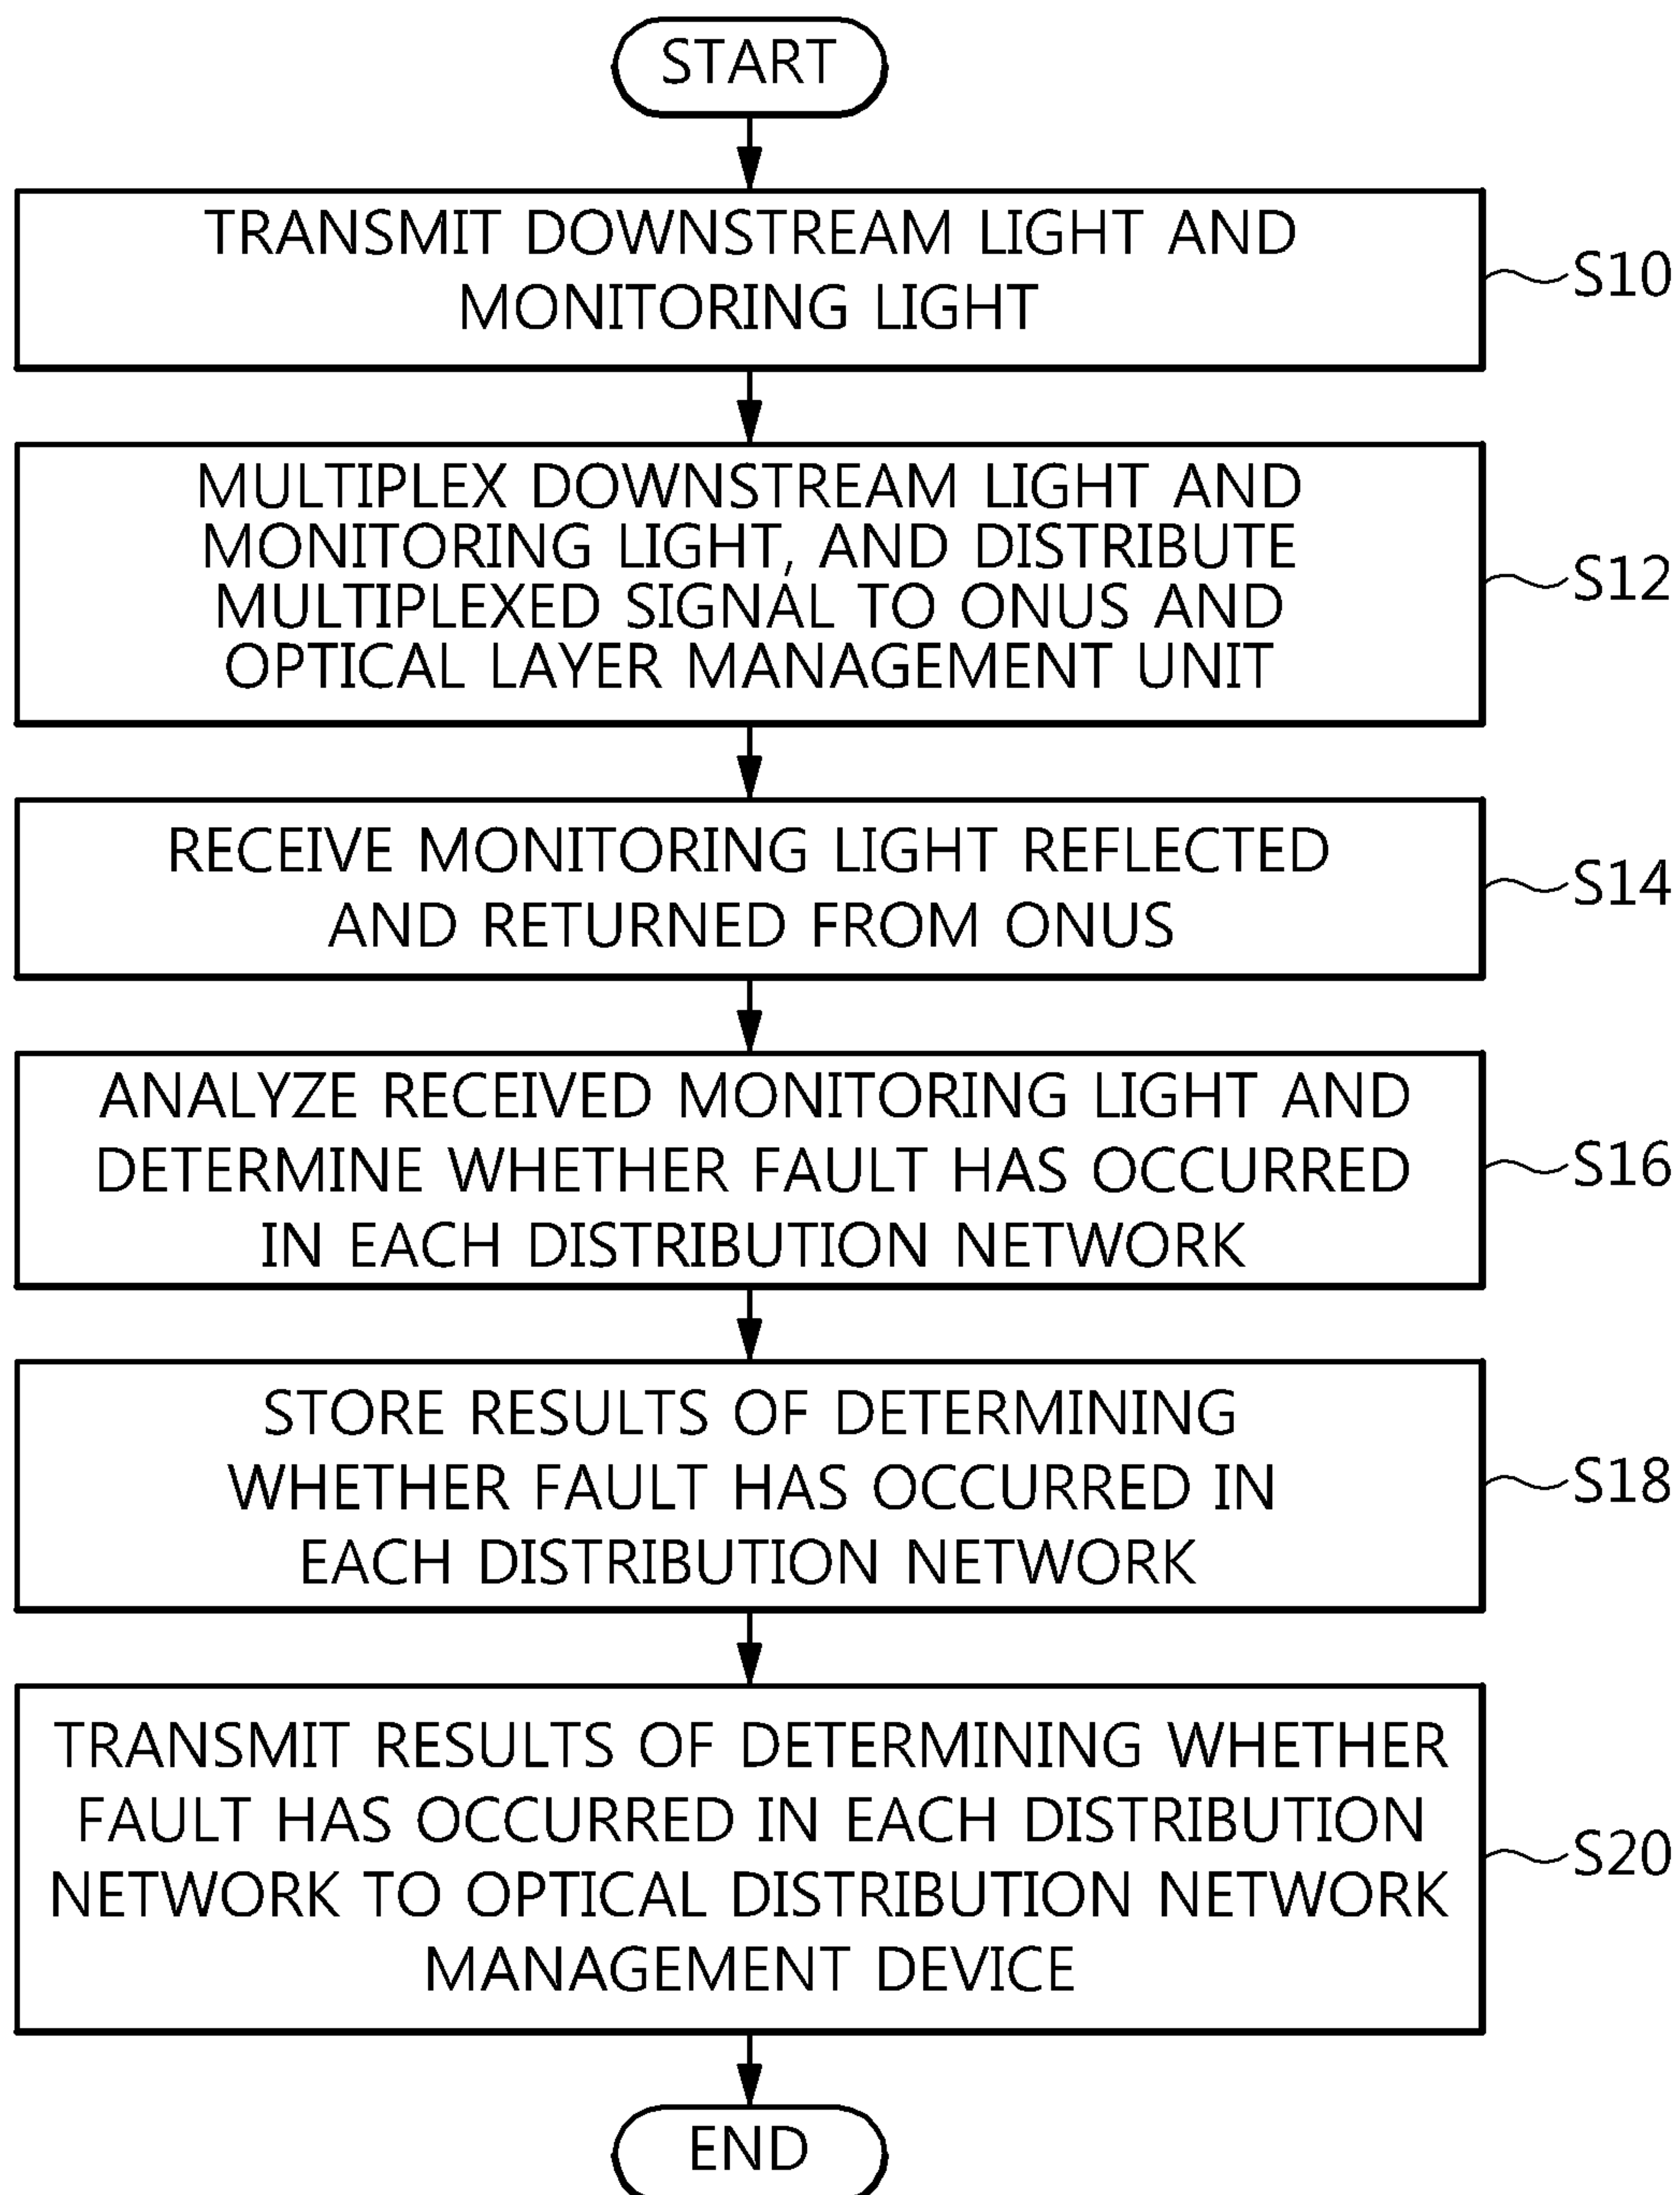 START
TRANSMIT DOWNSTREAM LIGHT AND
MONITORING LIGHT
S10
MULTIPLEX DOWNSTREAM LIGHT AND
MONITORING LIGHT, AND DISTRIBUTE
MULTIPLEXED SIGNAL TO ONUS AND
OPTICAL LAYER MANAGEMENT UNIT
S12
RECEIVE MONITORING LIGHT REFLECTED
AND RETURNED FROM ONUS
S14
ANALYZE RECEIVED MONITORING LIGHT AND
DETERMINE WHETHER FAULT HAS OCCURRED
IN EACH DISTRIBUTION NETWORK
S16
STORE RESULTS OF DETERMINING
WHETHER FAULT HAS OCCURRED IN
EACH DISTRIBUTION NETWORK
S18
TRANSMIT RESULTS OF DETERMINING WHETHER
FAULT HAS OCCURRED IN EACH DISTRIBUTION
NETWORK TO OPTICAL DISTRIBUTION NETWORK
MANAGEMENT DEVICE
S20
END